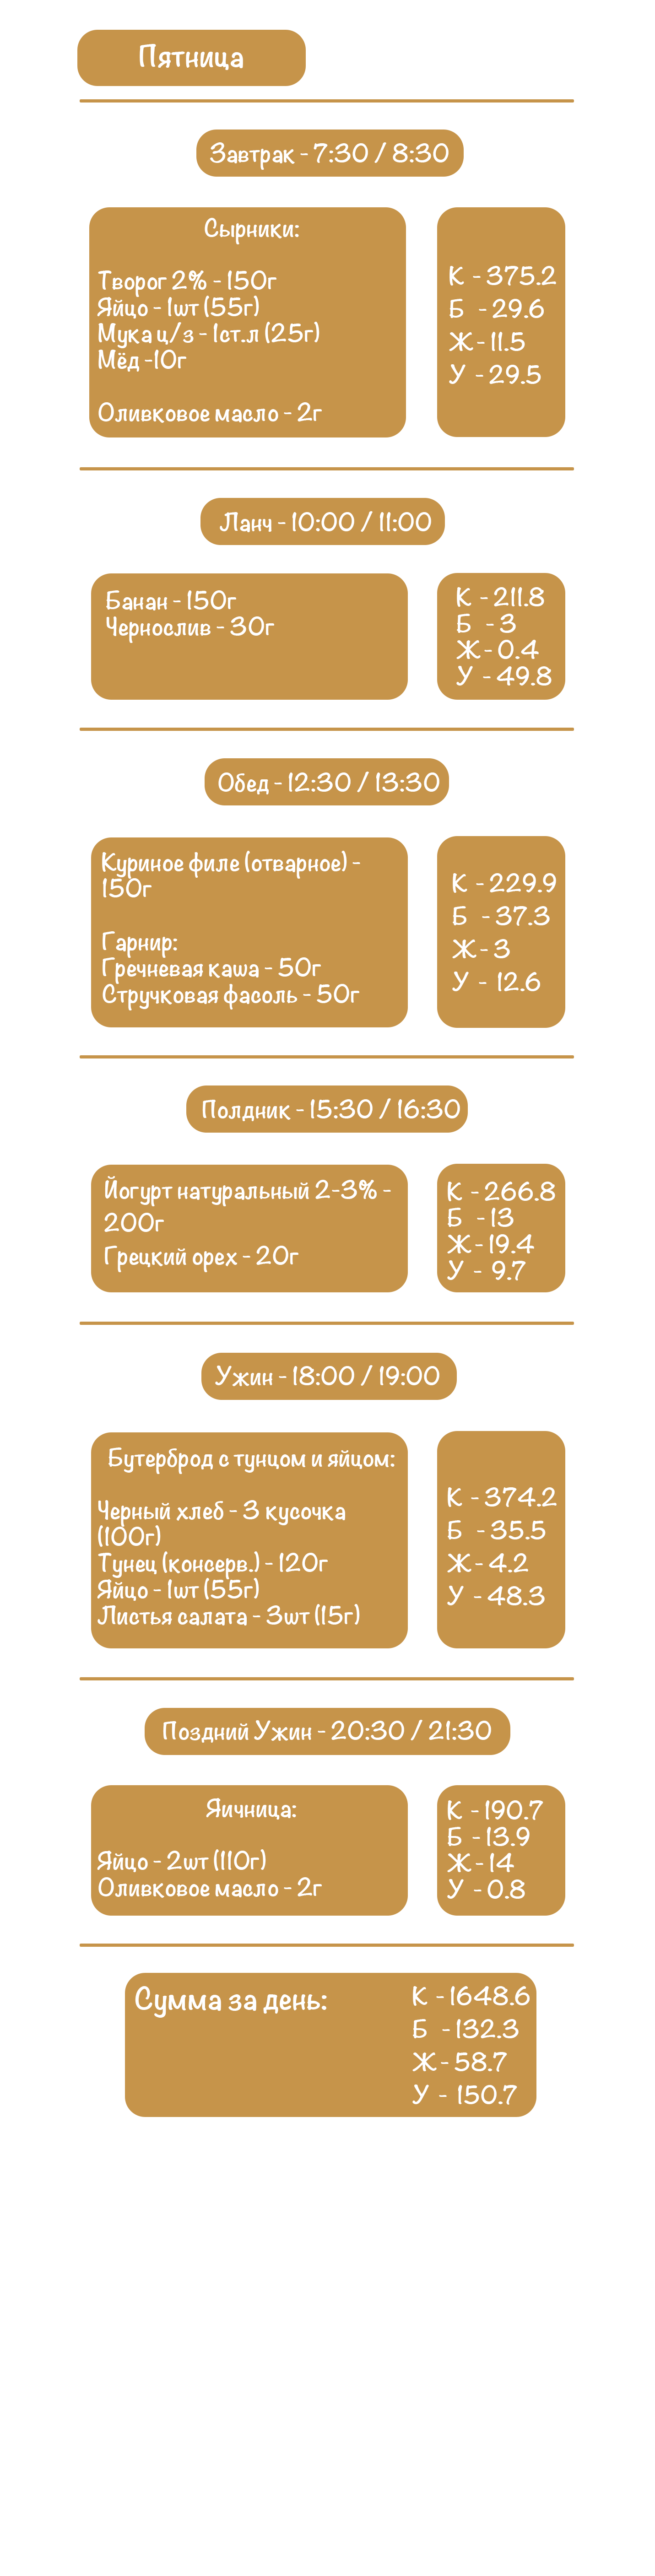 Пятница
Завтрак - 7:30 / 8:30
Сырники:
Творог 2% - 150г
Яйцо - 1шт (55г)
Мука ц/з - 1ст.л (25г)
Мёд -10г
Оливковое масло - 2г
К - 375.2
Б - 29.6
Ж - 11.5
У - 29.5
Ланч - 10:00 / 11:00
Банан - 150г
Чернослив - 30г
К - 211.8
Б - 3
Ж - 0.4
У - 49.8
Обед - 12:30 / 13:30
Куриное филе (отварное) -
150г
Гарнир:
Гречневая каша - 50г
Стручковая фасоль - 50г
К - 229.9
Б - 37.3
Ж - 3
У - 12.6
Полдник - 15:30 / 16:30
Йогурт натуральный 2-3% -
200г
Грецкий орех - 20г
К - 266.8
Б - 13
Ж - 19.4
У - 9.7
Ужин - 18:00 / 19:00
Бутерброд с тунцом и яйцом:
Черный хлеб - 3 кусочка
(100г)
Тунец (консерв.) - 120г
Яйцо - 1шт (55г)
Листья салата - 3шт (15г)
К - 374.2
Б - 35.5
Ж - 4.2
У - 48.3
Поздний Ужин - 20:30 / 21:30
Яичница:
Яйцо - 2шт (110г)
Оливковое масло - 2г
К - 190.7
Б - 13.9
Ж - 14
У - 0.8
Сумма за день:
К - 1648.6
Б - 132.3
Ж - 58.7
У - 150.7